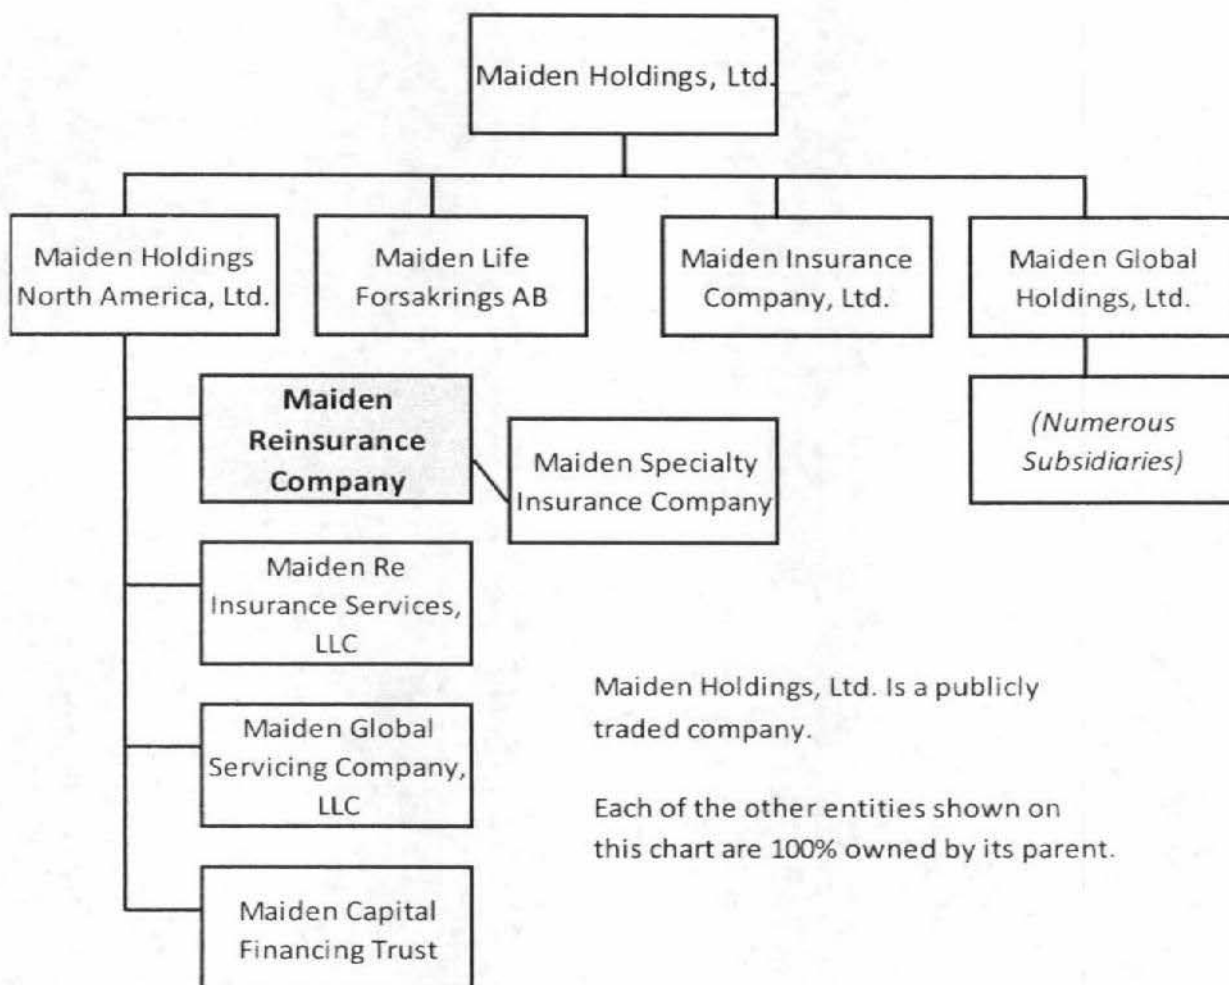 Maiden Holdings, Ltd.
Maiden Holdings
North America, Ltd.
Maiden Life
Forsakrings AB
Maiden Insurance
Company, Ltd.
Maiden Global
Holdings, Ltd.
Maiden
Reinsurance
Company
Maiden Specialty
Insurance Company
(Numerous
Subsidiaries)
Maiden Re
Insurance Services,
LLC
Maiden Global
Servicing Company,
LLC
Maiden Capital
Financing Trust
Maiden Holdings, Ltd. Is a publicly
traded company.
Each of the other entities shown on
this chart are 100% owned by its parent.